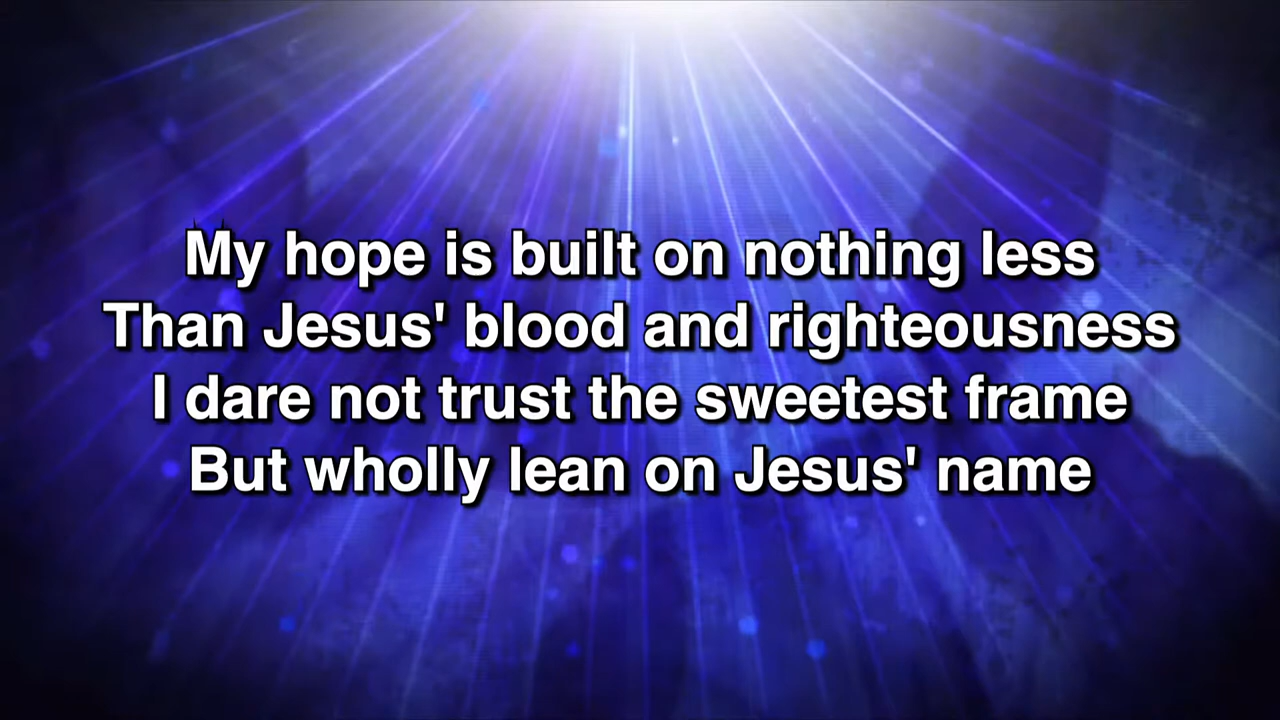 My hope is built on nothing less
Than Jesus' blood and righteousness
I dare not trust the sweetest frame
But wholly lean on Jesus' name